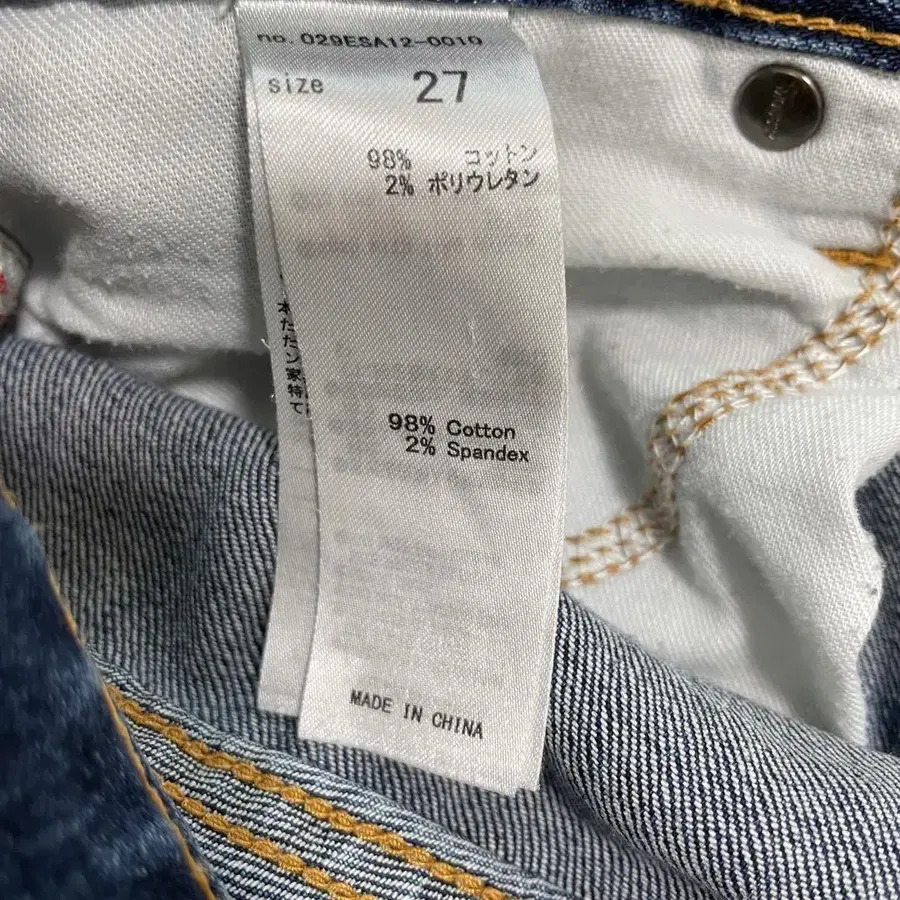 no. 029ESA12-0010
size 27
98% コットン
2% ポリウレタン
98% Cotton
2% Spandex
MADE IN CHINA